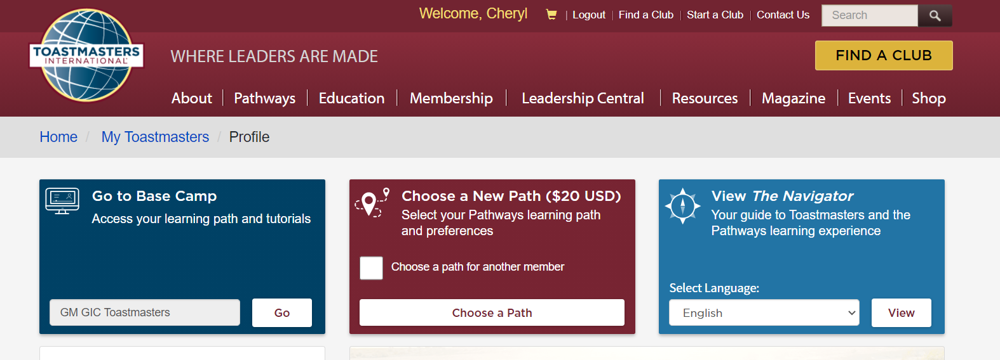 Welcome, Cheryl
Logout
Find a Club
Start a Club
Contact Us
Search
TOASTMASTERS
INTERNATIONAL
WHERE LEADERS ARE MADE
FIND A CLUB
About
Pathways
Education
Membership
Leadership Central
Resources
Magazine
Events
Shop
Home / My Toastmasters / Profile
Go to Base Camp
Access your learning path and tutorials
GM GIC Toastmasters
Go
Choose a New Path ($20 USD)
Select your Pathways learning path
and preferences
Choose a path for another member
Choose a Path
View The Navigator
Your guide to Toastmasters and the
Pathways learning experience
Select Language:
English
View